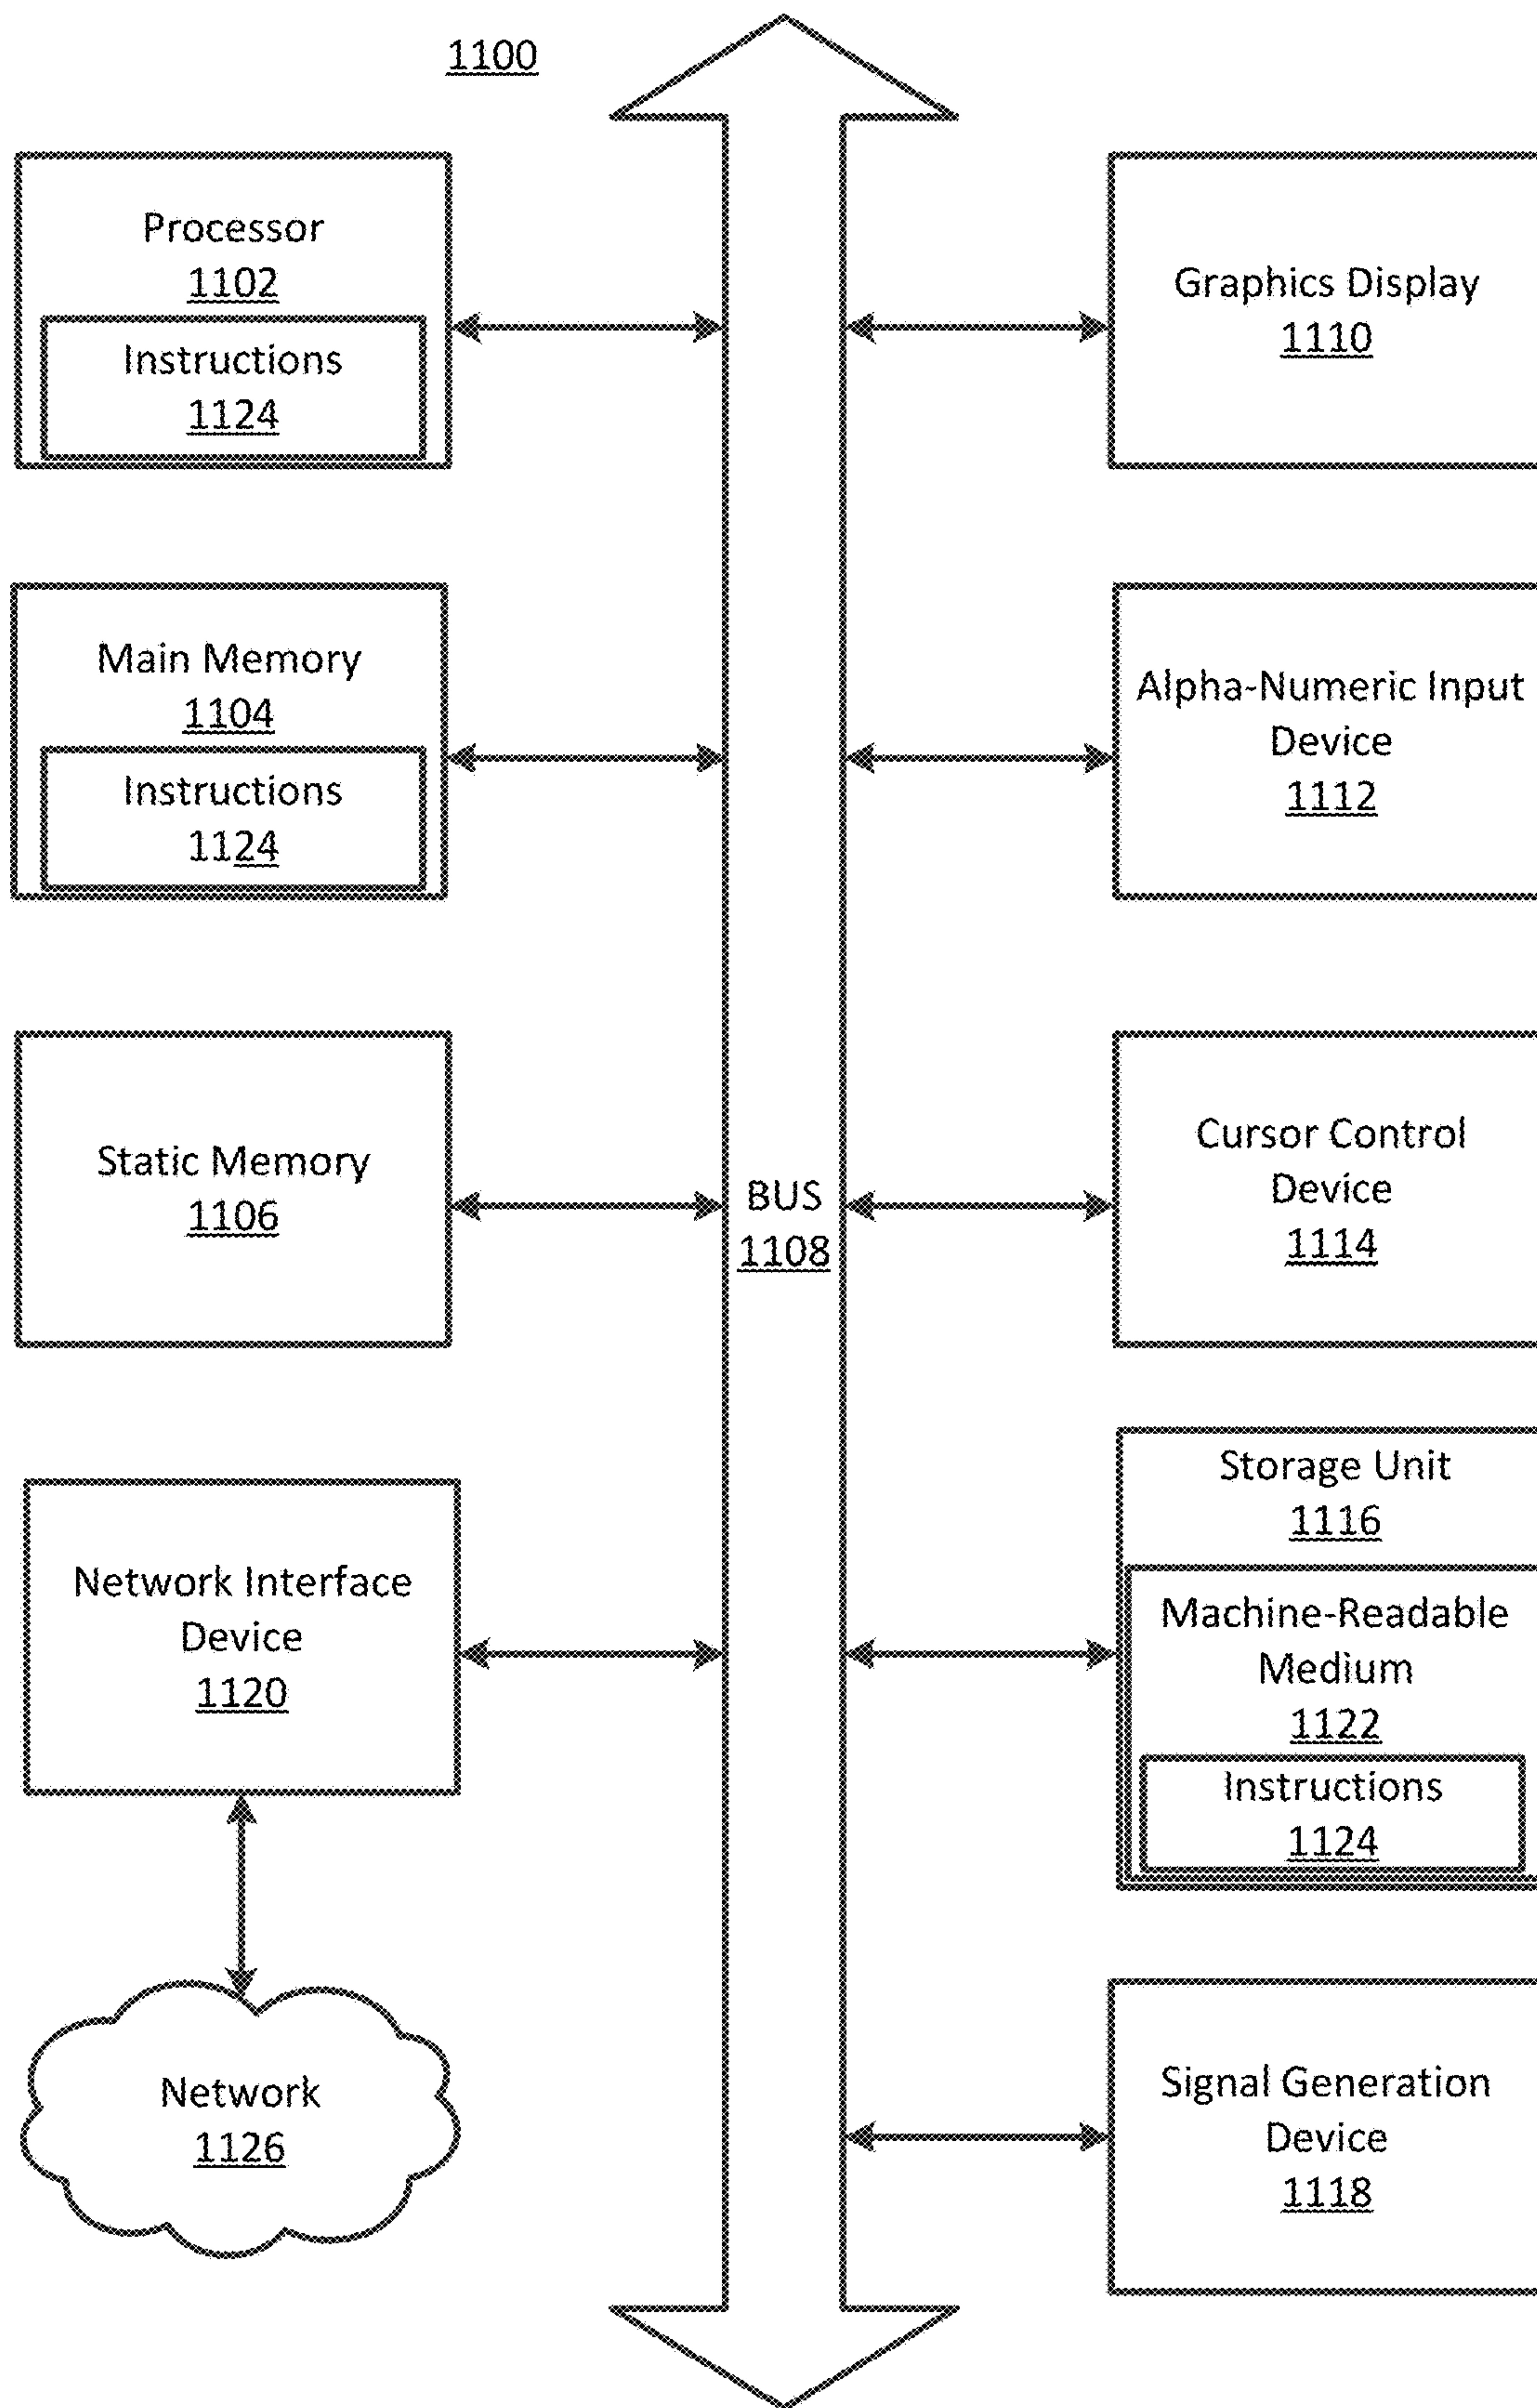 1100
Processor
1102
Instructions
1124
Main Memory
1104
Instructions
1124
Static Memory
1106
Network Interface
Device
1120
Network
1126
BUS
1108
Graphics Display
1110
Alpha-Numeric Input
Device
1112
Cursor Control
Device
1114
Storage Unit
1116
Machine-Readable
Medium
1122
Instructions
1124
Signal Generation
Device
1118